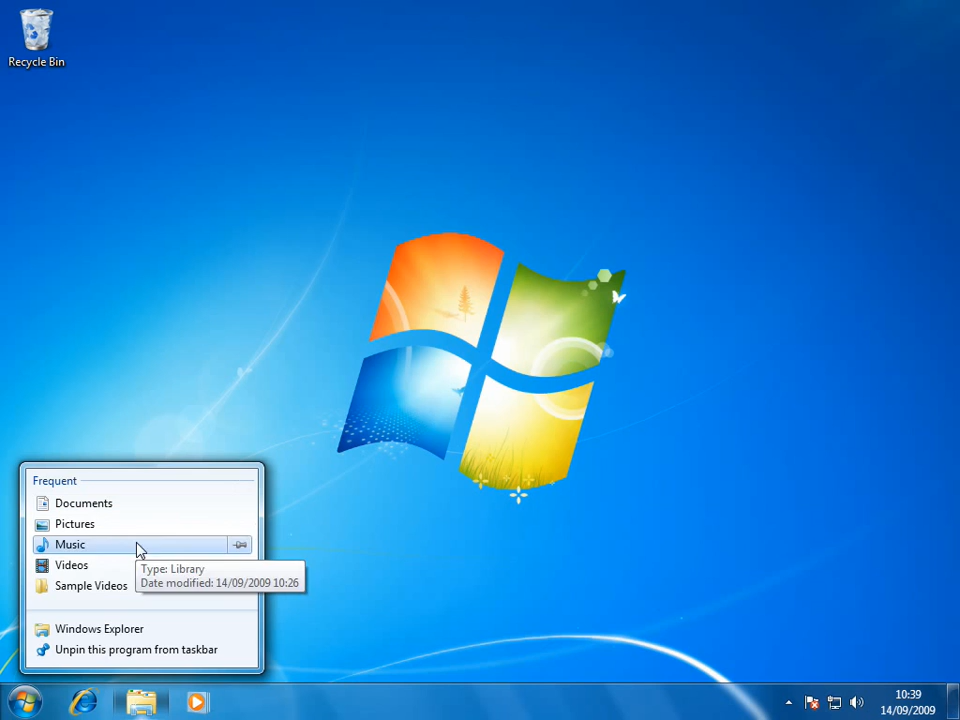 Recycle Bin
Frequent
Documents
Pictures
Music
Videos
Type: Library
Date modified: 14/09/2009 10:26
Sample Videos
Windows Explorer
Unpin this program from taskbar
10:39
14/09/2009